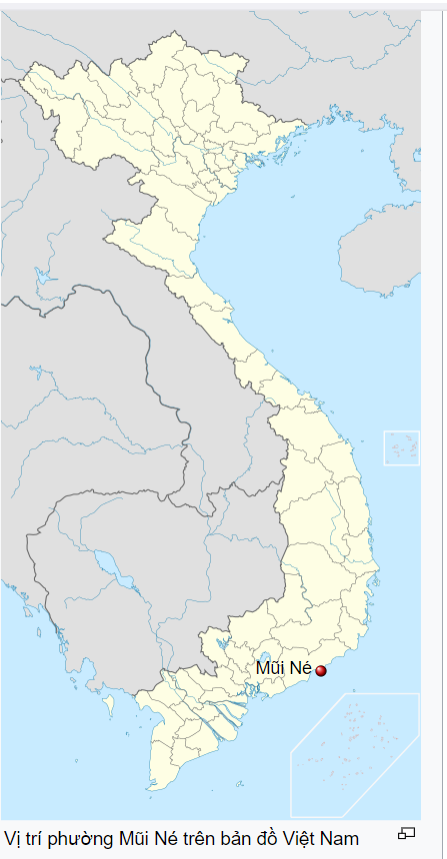 Mũi Né
Vị trí phường Mũi Né trên bản đồ Việt Nam